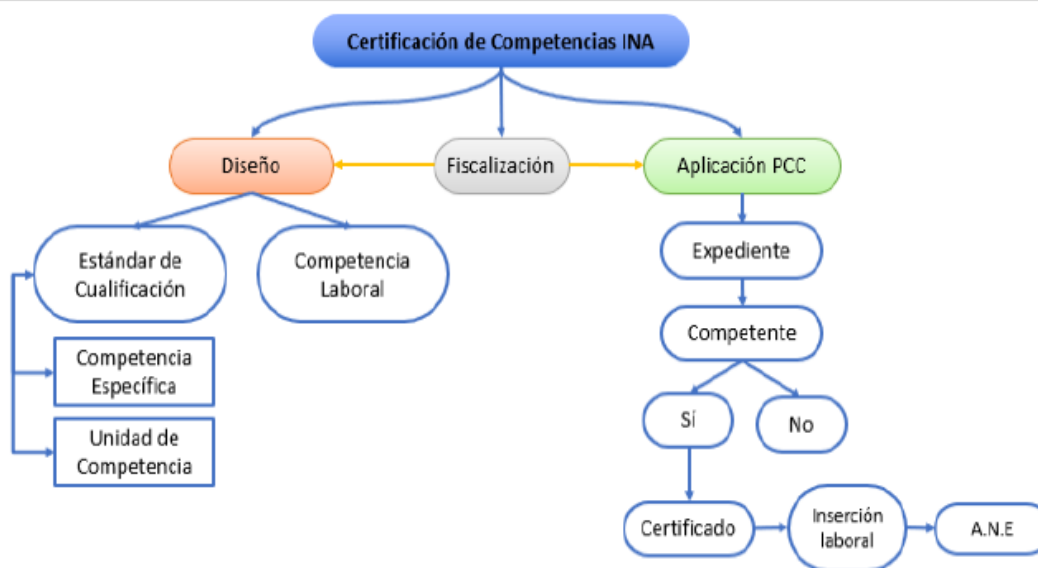 Certificación de Competencias INA
Diseño
Fiscalización
Aplicación PCC
Estándar de
Cualificación
Competencia
Laboral
Expediente
Competencia
Específica
Competente
Unidad de
Competencia
Sí
No
Certificado
Inserción
laboral
A.N.E